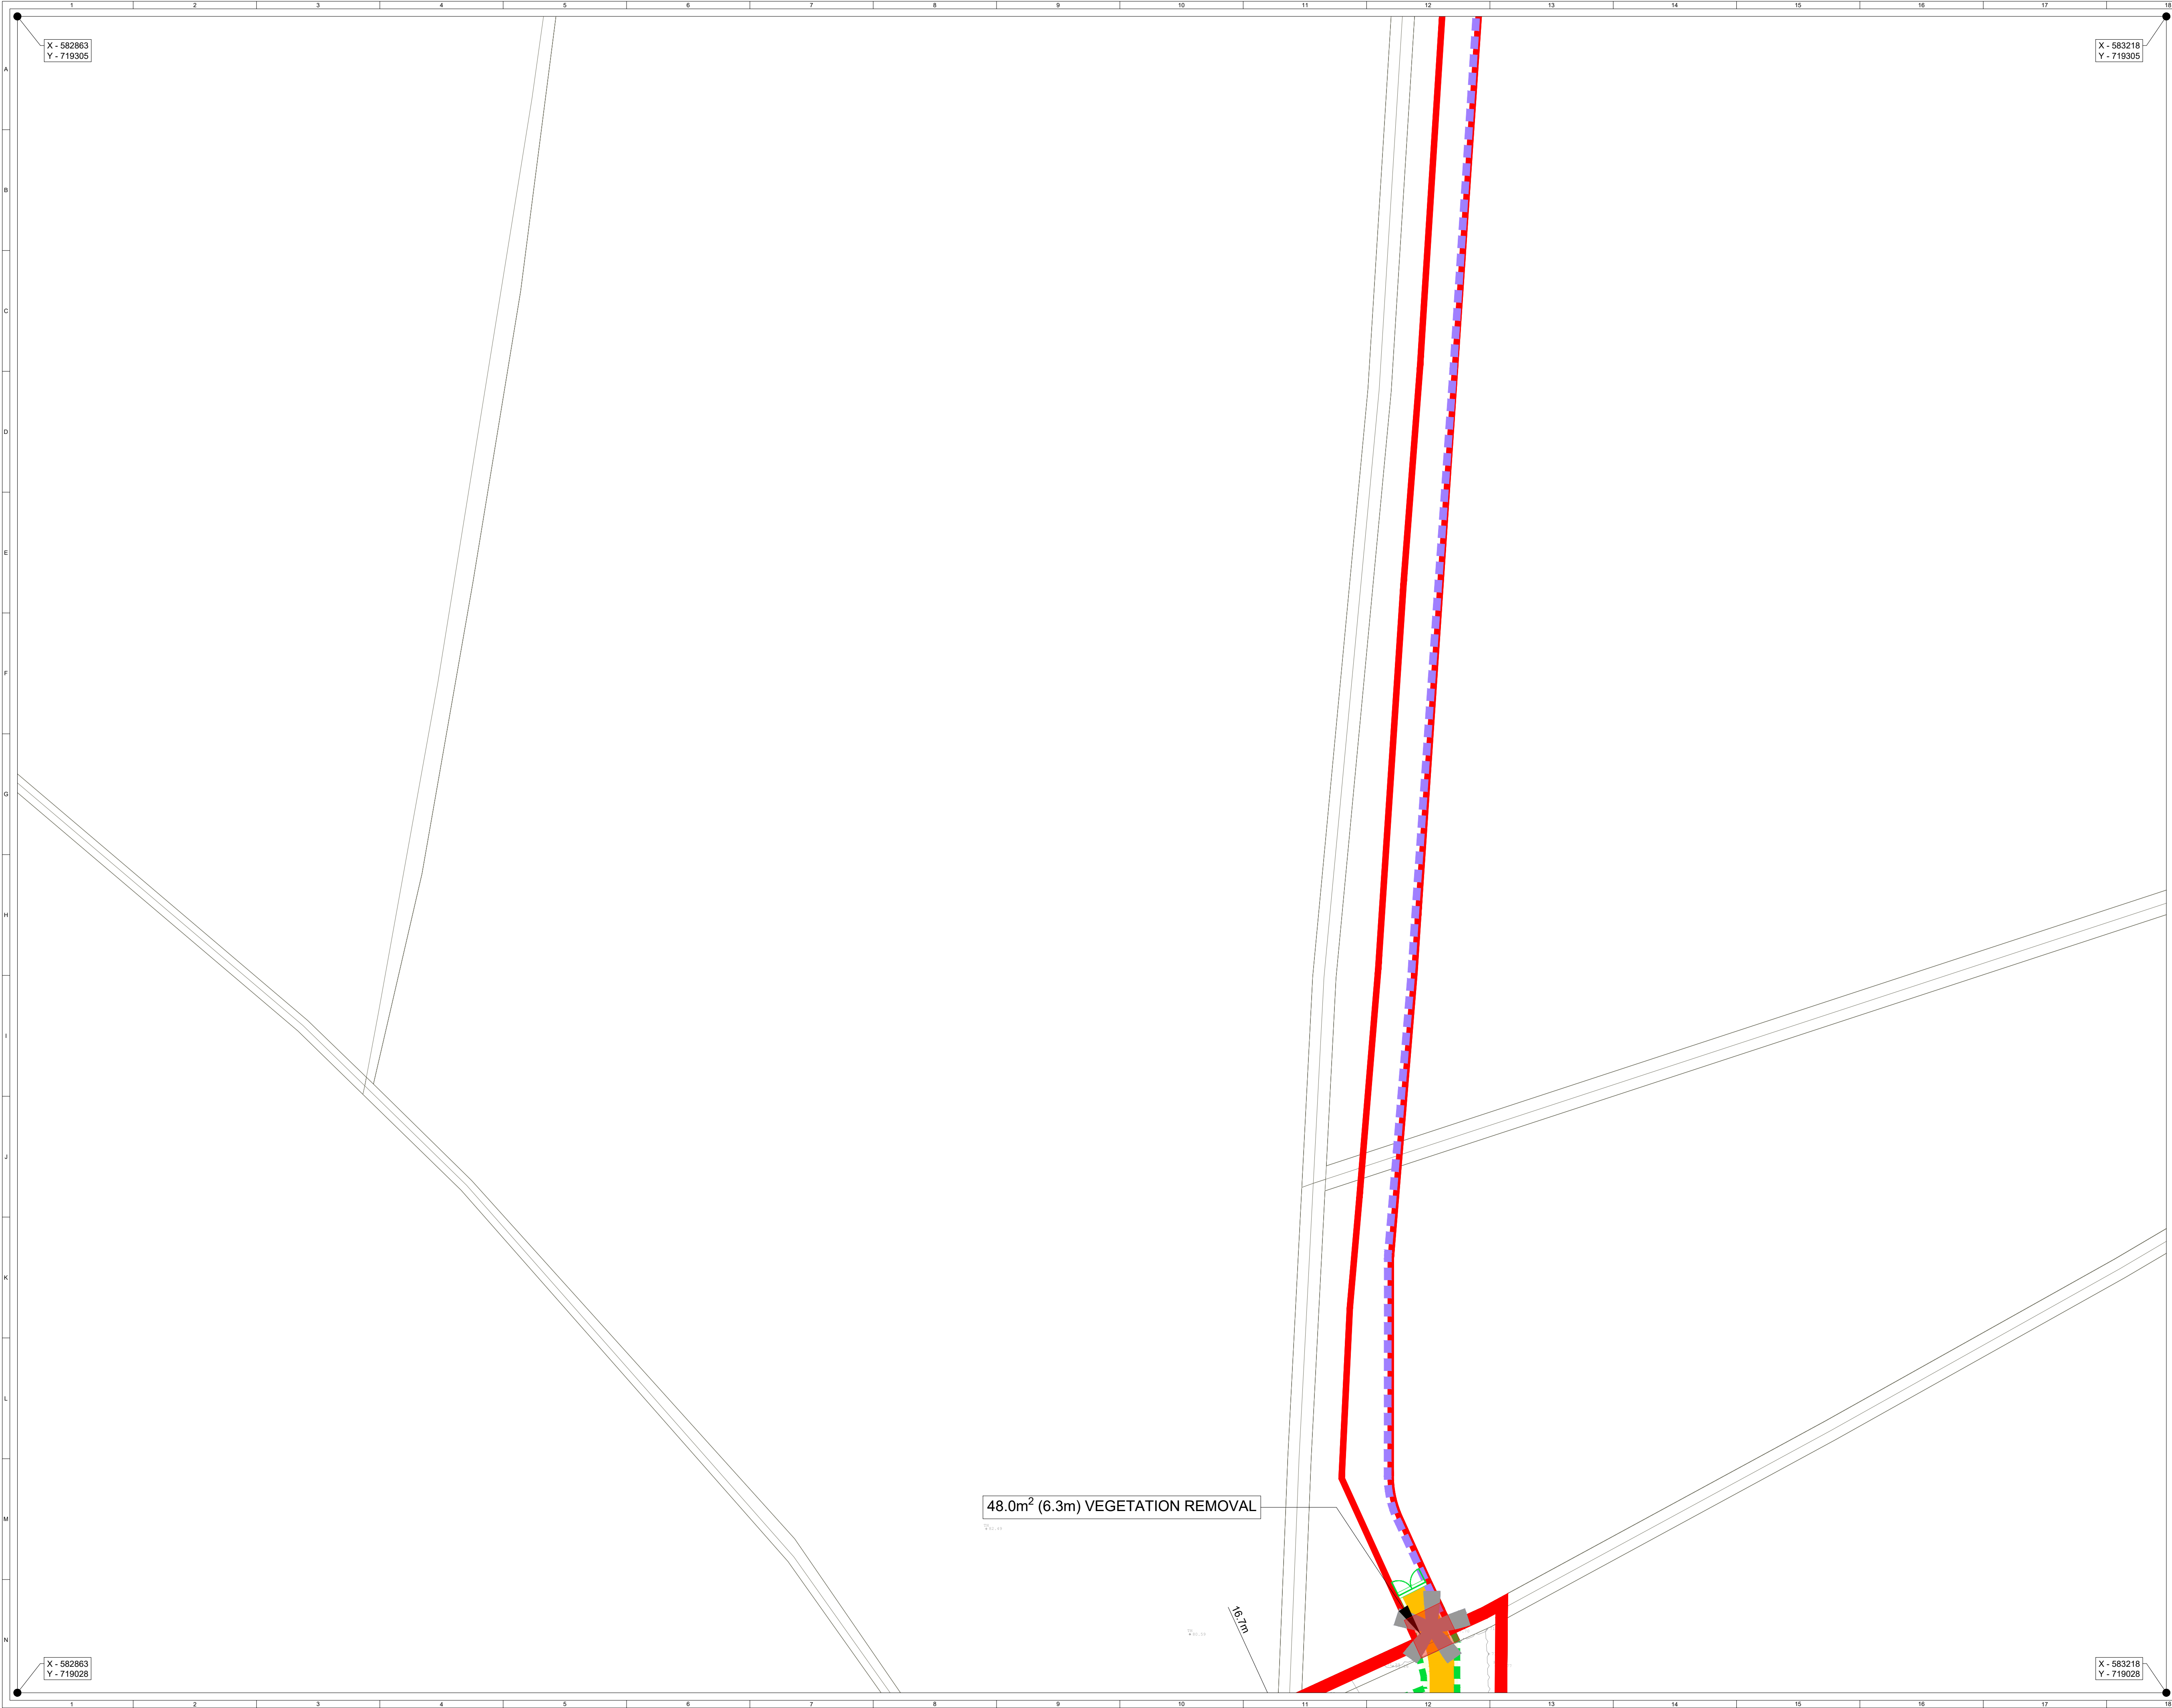 1 2 3 4 5 6 7 8 9 10 11 12 13 14 15 16 17 18
X - 582863
Y - 719305
X - 583218
Y - 719305
A
B
C
D
E
F
G
H
I
J
K
L
M
N
48.0m² (6.3m) VEGETATION REMOVAL
16.7m
X - 582863
Y - 719028
X - 583218
Y - 719028
1 2 3 4 5 6 7 8 9 10 11 12 13 14 15 16 17 18